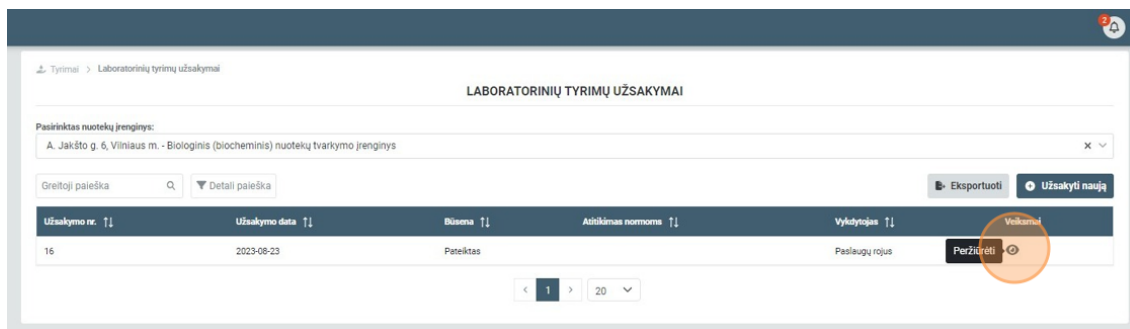 2
Tyrimai > Laboratorinių tyrimų užsakymai
LABORATORINIŲ TYRIMŲ UŽSAKYMAI
Pasirinktas nuotekų įrenginys:
A. Jakšto g. 6, Vilniaus m. - Biologinis (biocheminis) nuotekų tvarkymo įrenginys
Greitoji paieška Detali paieška Eksportuoti Užsakyti naują
Užsakymo nr. Užsakymo data Būsena Atitikimas normoms Vykdytojas Veiksmai
16 2023-08-23 Pateiktas Paslaugų rojus Peržiūrėti
< 1 > 20